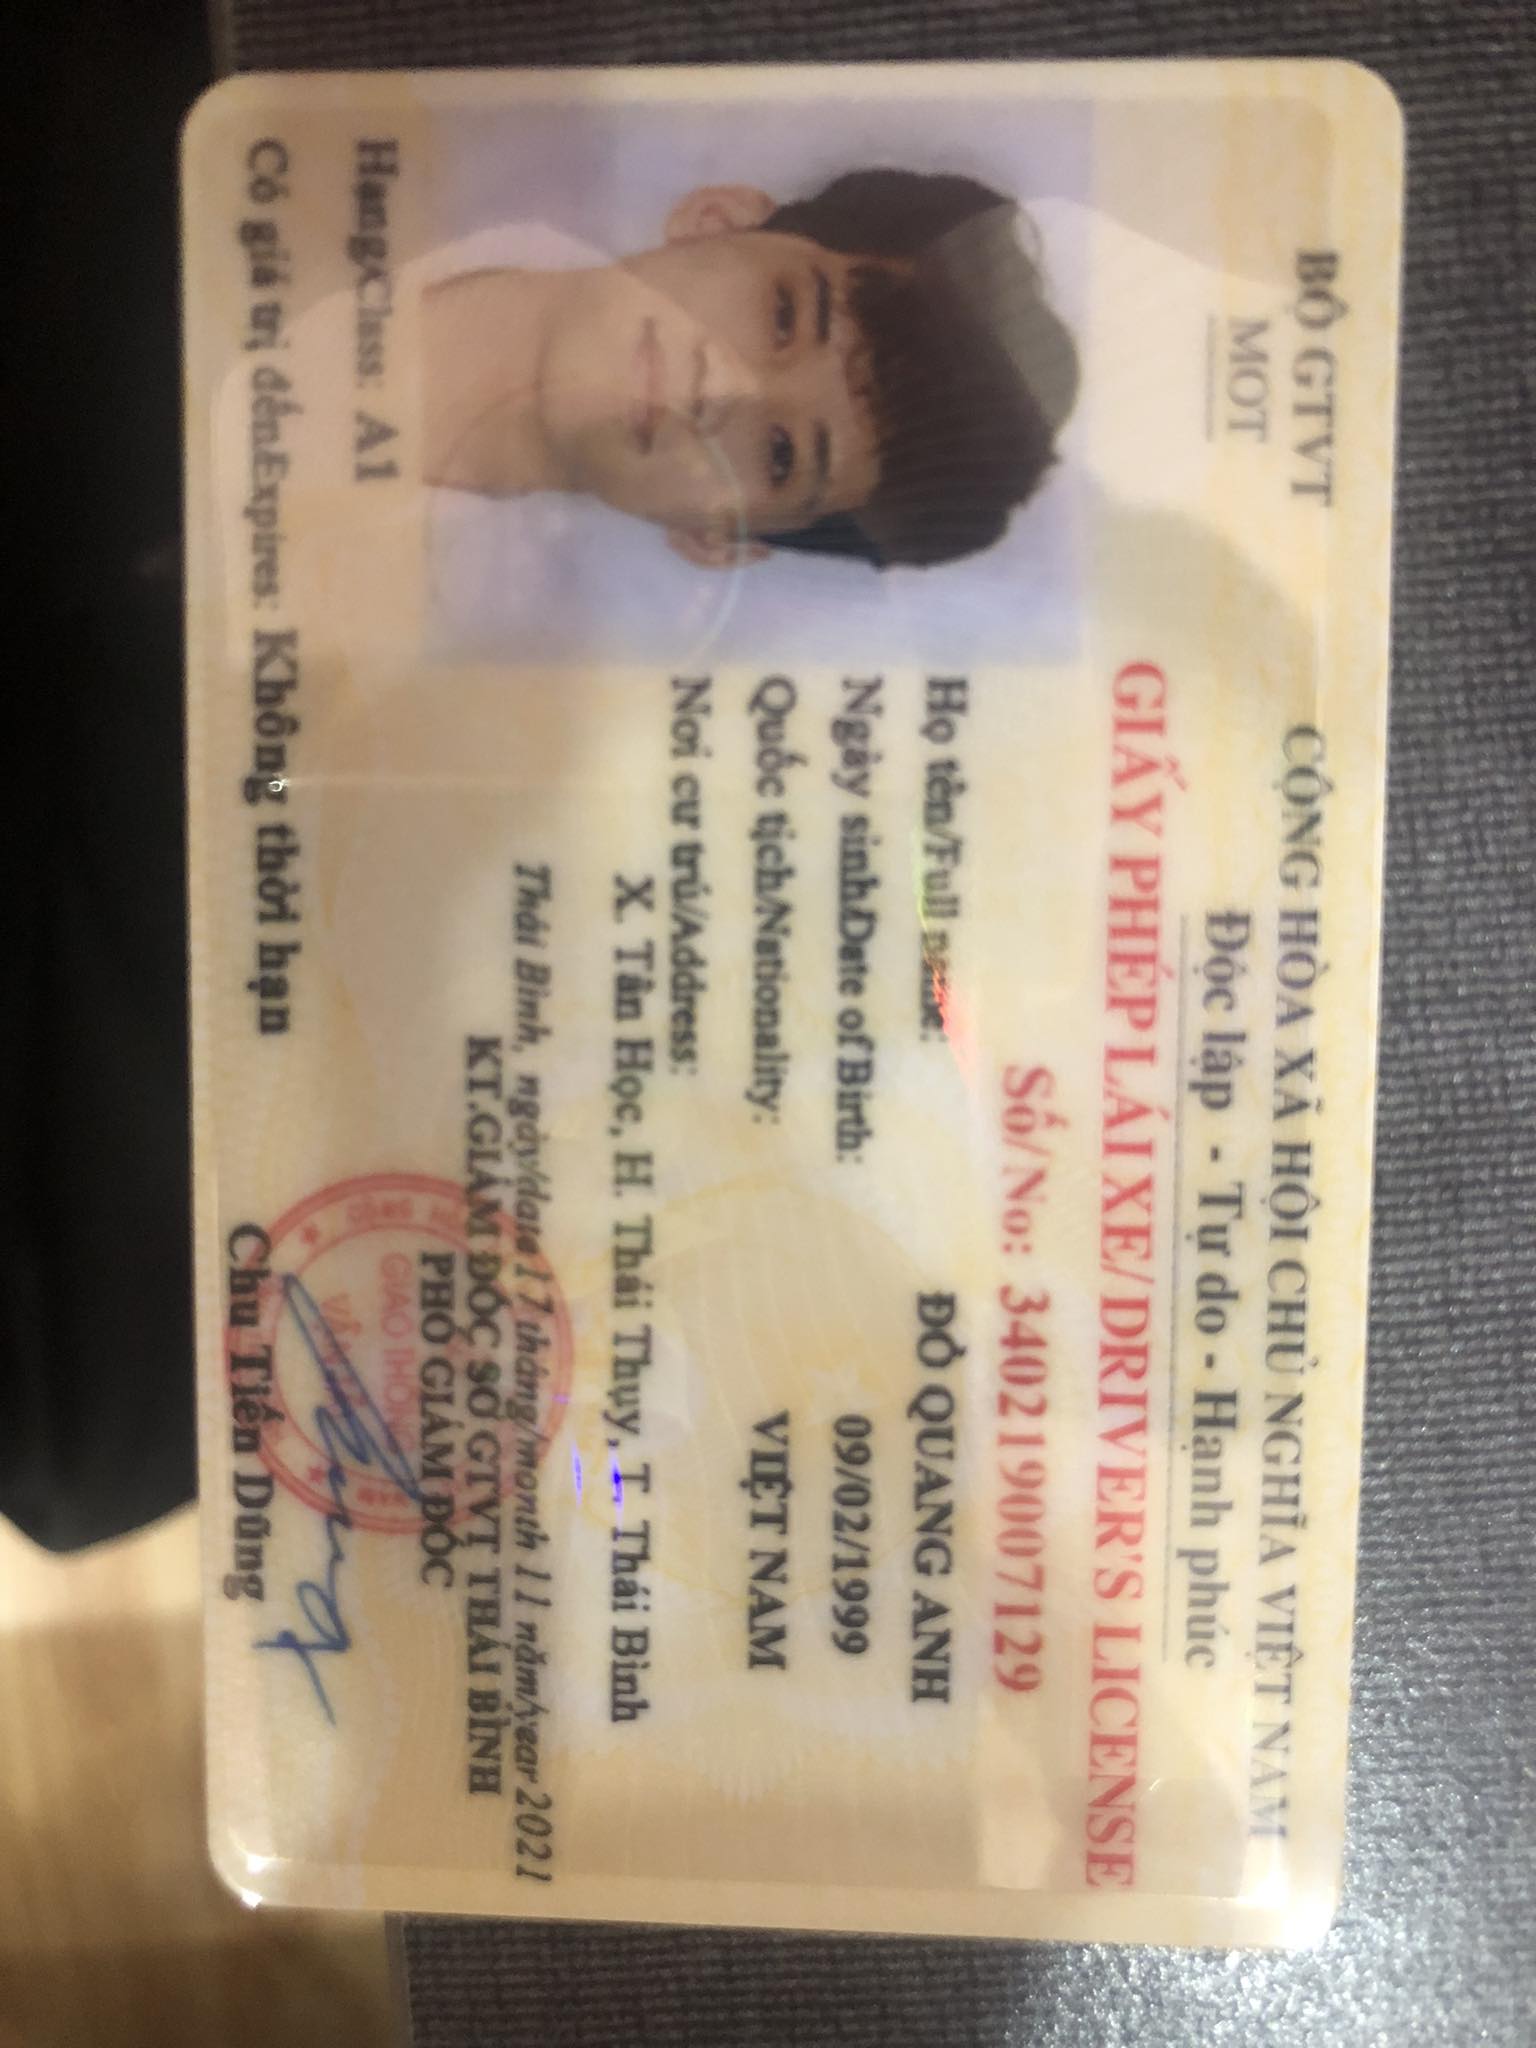 BỘ GTVT
MOT
CỘNG HÒA XÃ HỘI CHỦ NGHĨA VIỆT NAM
Độc lập - Tự do - Hạnh phúc
GIẤY PHÉP LÁI XE/DRIVER'S LICENSE
Số/No: 340219007129
Họ tên/Full name: ĐỖ QUANG ANH
Ngày sinh/Date of Birth: 09/02/1999
Quốc tịch/Nationality: VIỆT NAM
Nơi cư trú/Address:
X. Tân Học, H. Thái Thụy, T. Thái Bình
Thái Bình, ngày/date 17 tháng/month 11 năm/year 2021
KT.GIÁM ĐỐC SỞ GTVT THÁI BÌNH
PHÓ GIÁM ĐỐC
GIAO THÔNG
VẬN TẢI
Chu Tiến Dũng
Hạng/Class: A1
Có giá trị đến/Expires: Không thời hạn